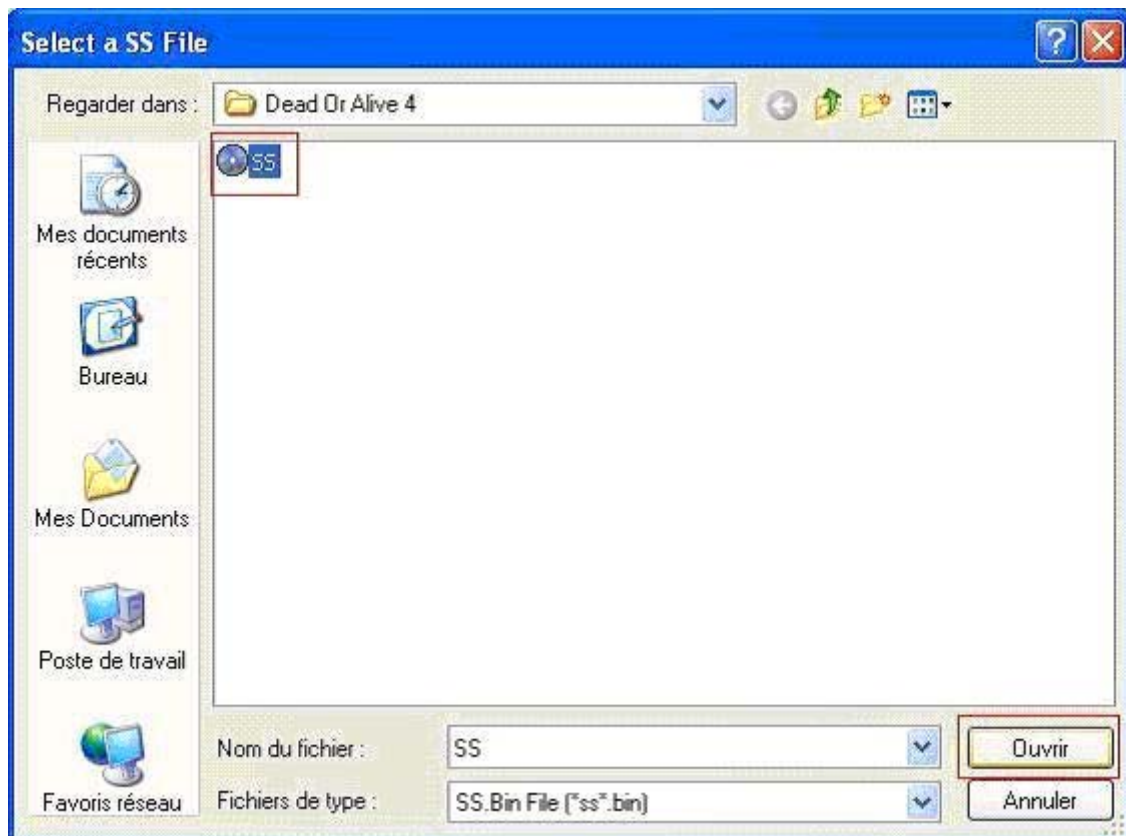 Select a SS File
Regarder dans :
Dead Or Alive 4
SS
Mes documents
récents
Bureau
Mes Documents
Poste de travail
Favoris réseau
Nom du fichier :
SS
Ouvrir
Fichiers de type :
SS.Bin File (*ss*.bin)
Annuler